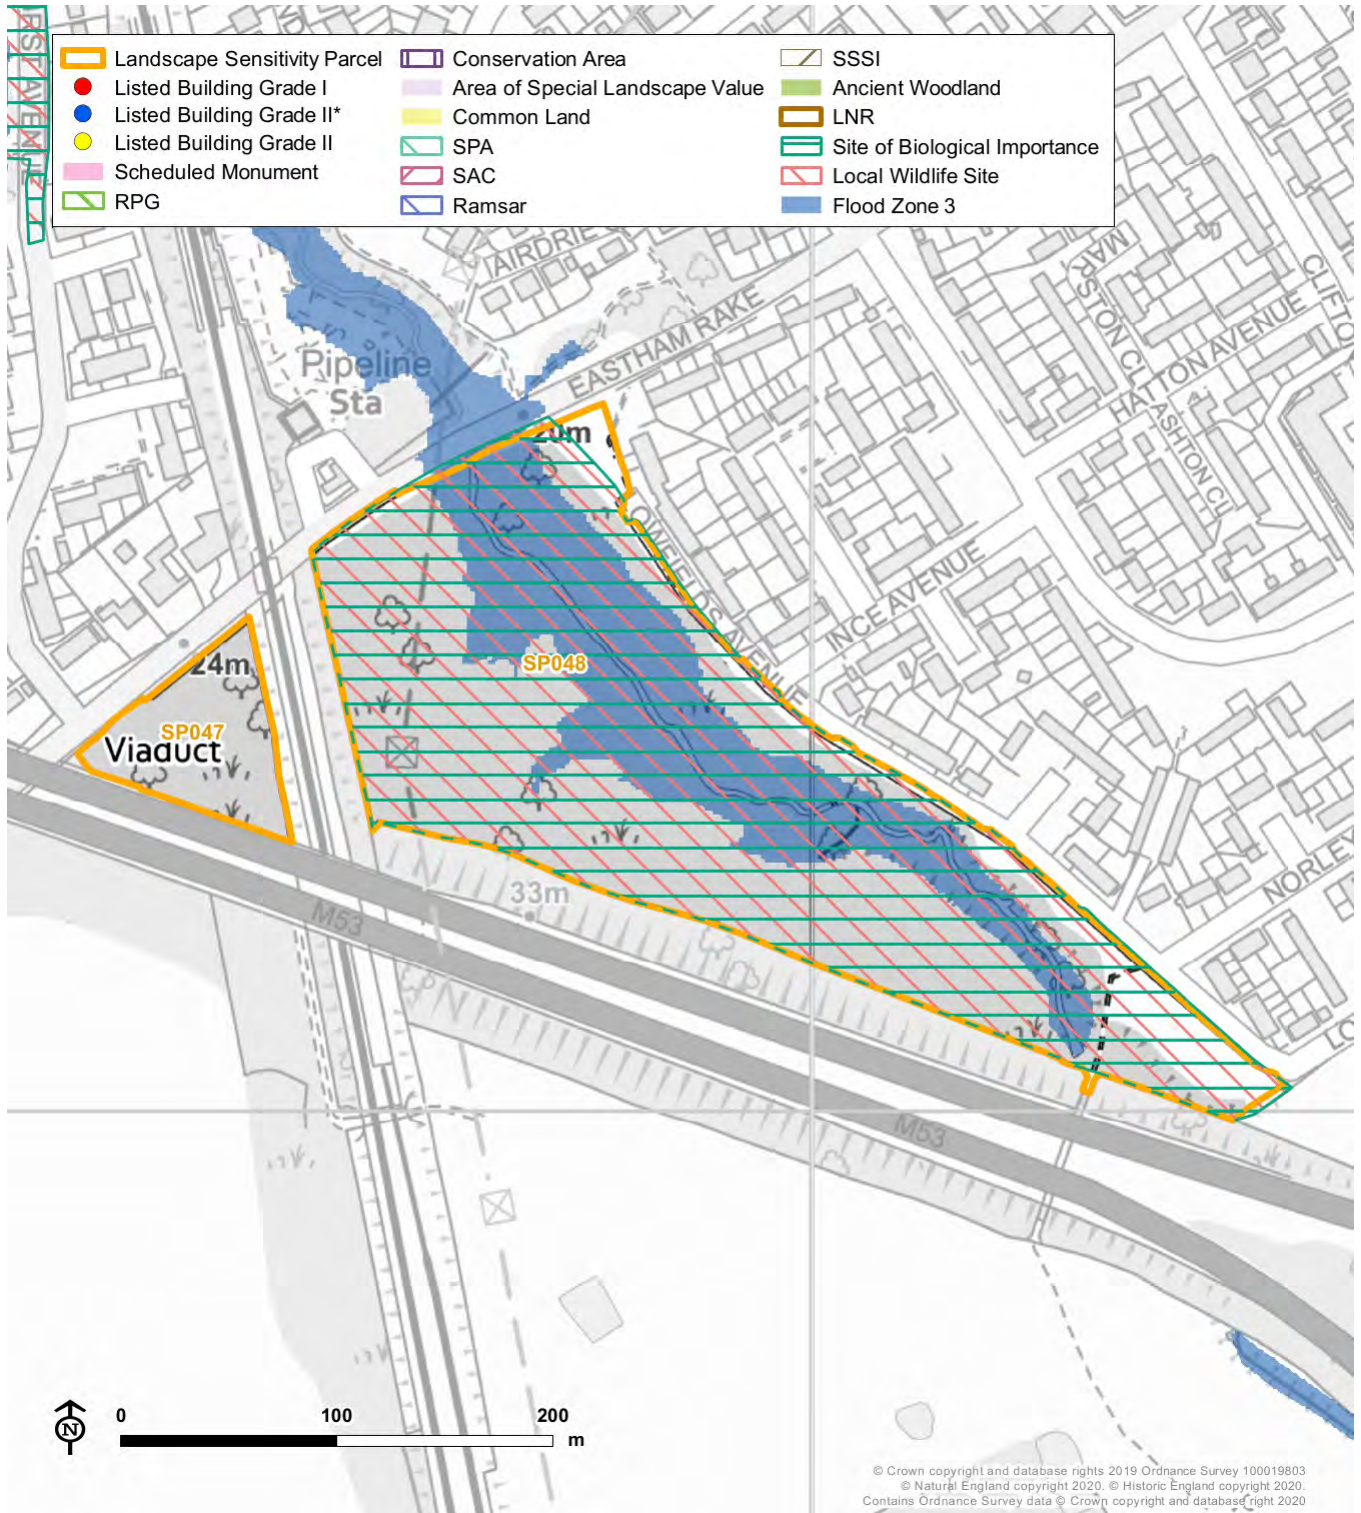 Landscape Sensitivity Parcel
Listed Building Grade I
Listed Building Grade II*
Listed Building Grade II
Scheduled Monument
RPG
Conservation Area
Area of Special Landscape Value
Common Land
SPA
SAC
Ramsar
SSSI
Ancient Woodland
LNR
Site of Biological Importance
Local Wildlife Site
Flood Zone 3
Pipeline
Sta
EASTHAM RAKE
MARSTON CL
HATTON AVENUE
ASHTON CL
INCE AVENUE
24m
SP047
Viaduct
SP048
33m
M53
M53
NORLEY
0 100 200
m
N
© Crown copyright and database rights 2019 Ordnance Survey 100019803
© Natural England copyright 2020. © Historic England copyright 2020.
Contains Ordnance Survey data © Crown copyright and database right 2020